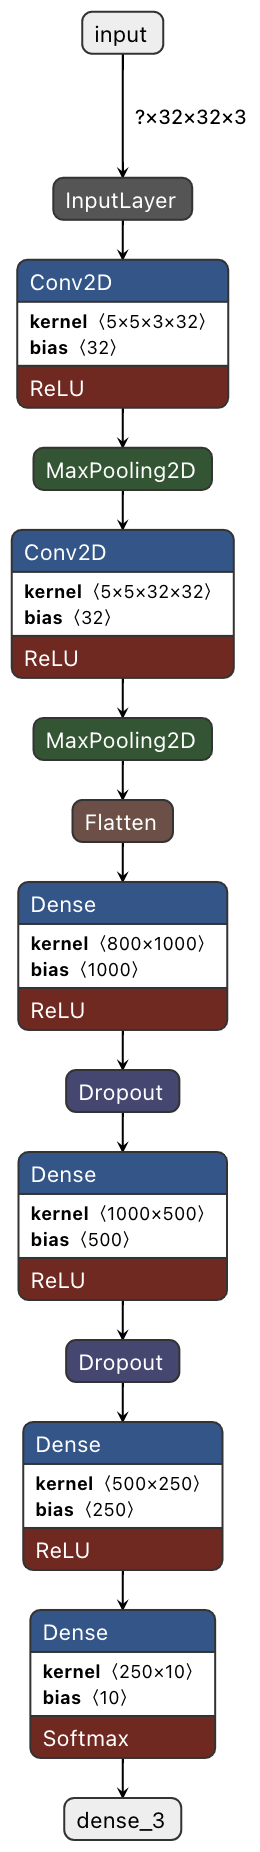 input
?×32×32×3
InputLayer
Conv2D
kernel ⟨5×5×3×32⟩
bias ⟨32⟩
ReLU
MaxPooling2D
Conv2D
kernel ⟨5×5×32×32⟩
bias ⟨32⟩
ReLU
MaxPooling2D
Flatten
Dense
kernel ⟨800×1000⟩
bias ⟨1000⟩
ReLU
Dropout
Dense
kernel ⟨1000×500⟩
bias ⟨500⟩
ReLU
Dropout
Dense
kernel ⟨500×250⟩
bias ⟨250⟩
ReLU
Dense
kernel ⟨250×10⟩
bias ⟨10⟩
Softmax
dense_3